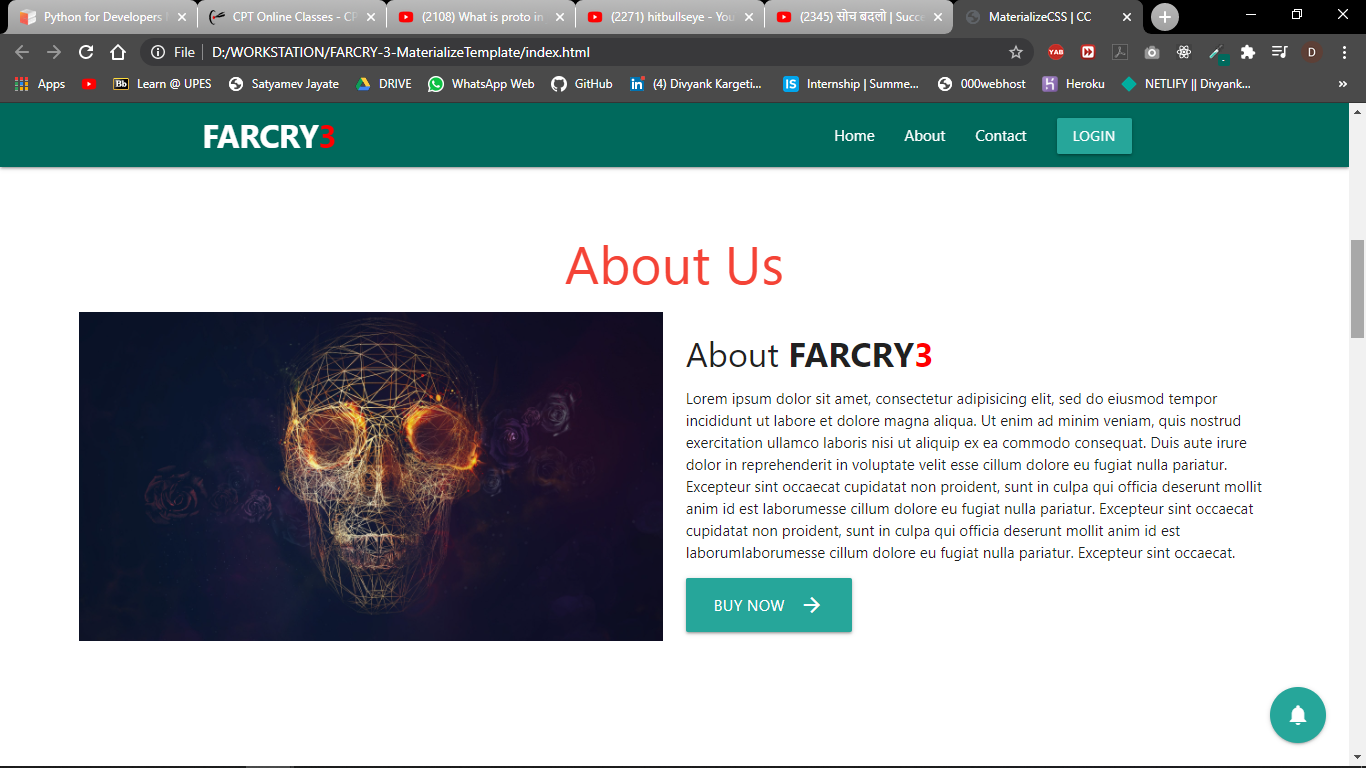 Python for Developers
CPT Online Classes - CP
(2108) What is proto in
(2271) hitbullseye - You
(2345) सोच बदलो | Succe
MaterializeCSS | CC
File
D:/WORKSTATION/FARCRY-3-MaterializeTemplate/index.html
YAB
D
Apps
Bb
Learn @ UPES
Satyamev Jayate
DRIVE
WhatsApp Web
GitHub
in
(4) Divyank Kargeti...
IS
Internship | Summe...
000webhost
Heroku
NETLIFY || Divyank...
»
FARCRY3
Home
About
Contact
LOGIN
About Us
About FARCRY3
Lorem ipsum dolor sit amet, consectetur adipisicing elit, sed do eiusmod tempor
incididunt ut labore et dolore magna aliqua. Ut enim ad minim veniam, quis nostrud
exercitation ullamco laboris nisi ut aliquip ex ea commodo consequat. Duis aute irure
dolor in reprehenderit in voluptate velit esse cillum dolore eu fugiat nulla pariatur.
Excepteur sint occaecat cupidatat non proident, sunt in culpa qui officia deserunt mollit
anim id est laborumesse cillum dolore eu fugiat nulla pariatur. Excepteur sint occaecat
cupidatat non proident, sunt in culpa qui officia deserunt mollit anim id est
laborumlaborumesse cillum dolore eu fugiat nulla pariatur. Excepteur sint occaecat.
BUY NOW